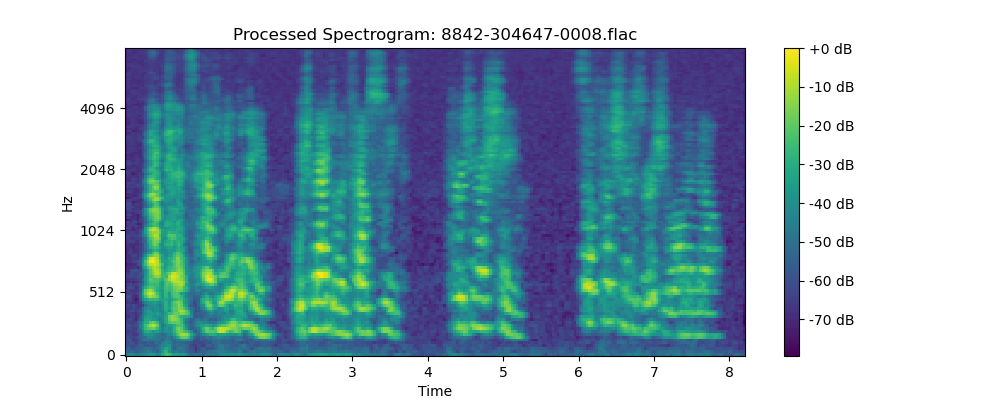 Processed Spectrogram: 8842-304647-0008.flac
Hz
4096
2048
1024
512
0
0 1 2 3 4 5 6 7 8
Time
+0 dB
-10 dB
-20 dB
-30 dB
-40 dB
-50 dB
-60 dB
-70 dB